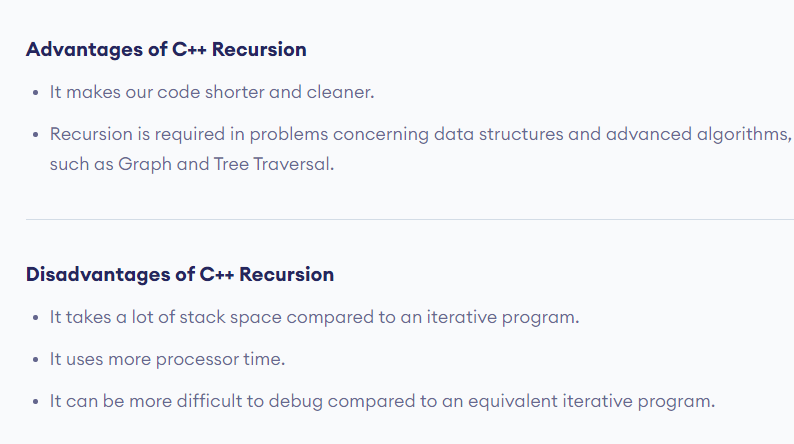 Advantages of C++ Recursion
• It makes our code shorter and cleaner.
• Recursion is required in problems concerning data structures and advanced algorithms,
such as Graph and Tree Traversal.
Disadvantages of C++ Recursion
• It takes a lot of stack space compared to an iterative program.
• It uses more processor time.
• It can be more difficult to debug compared to an equivalent iterative program.